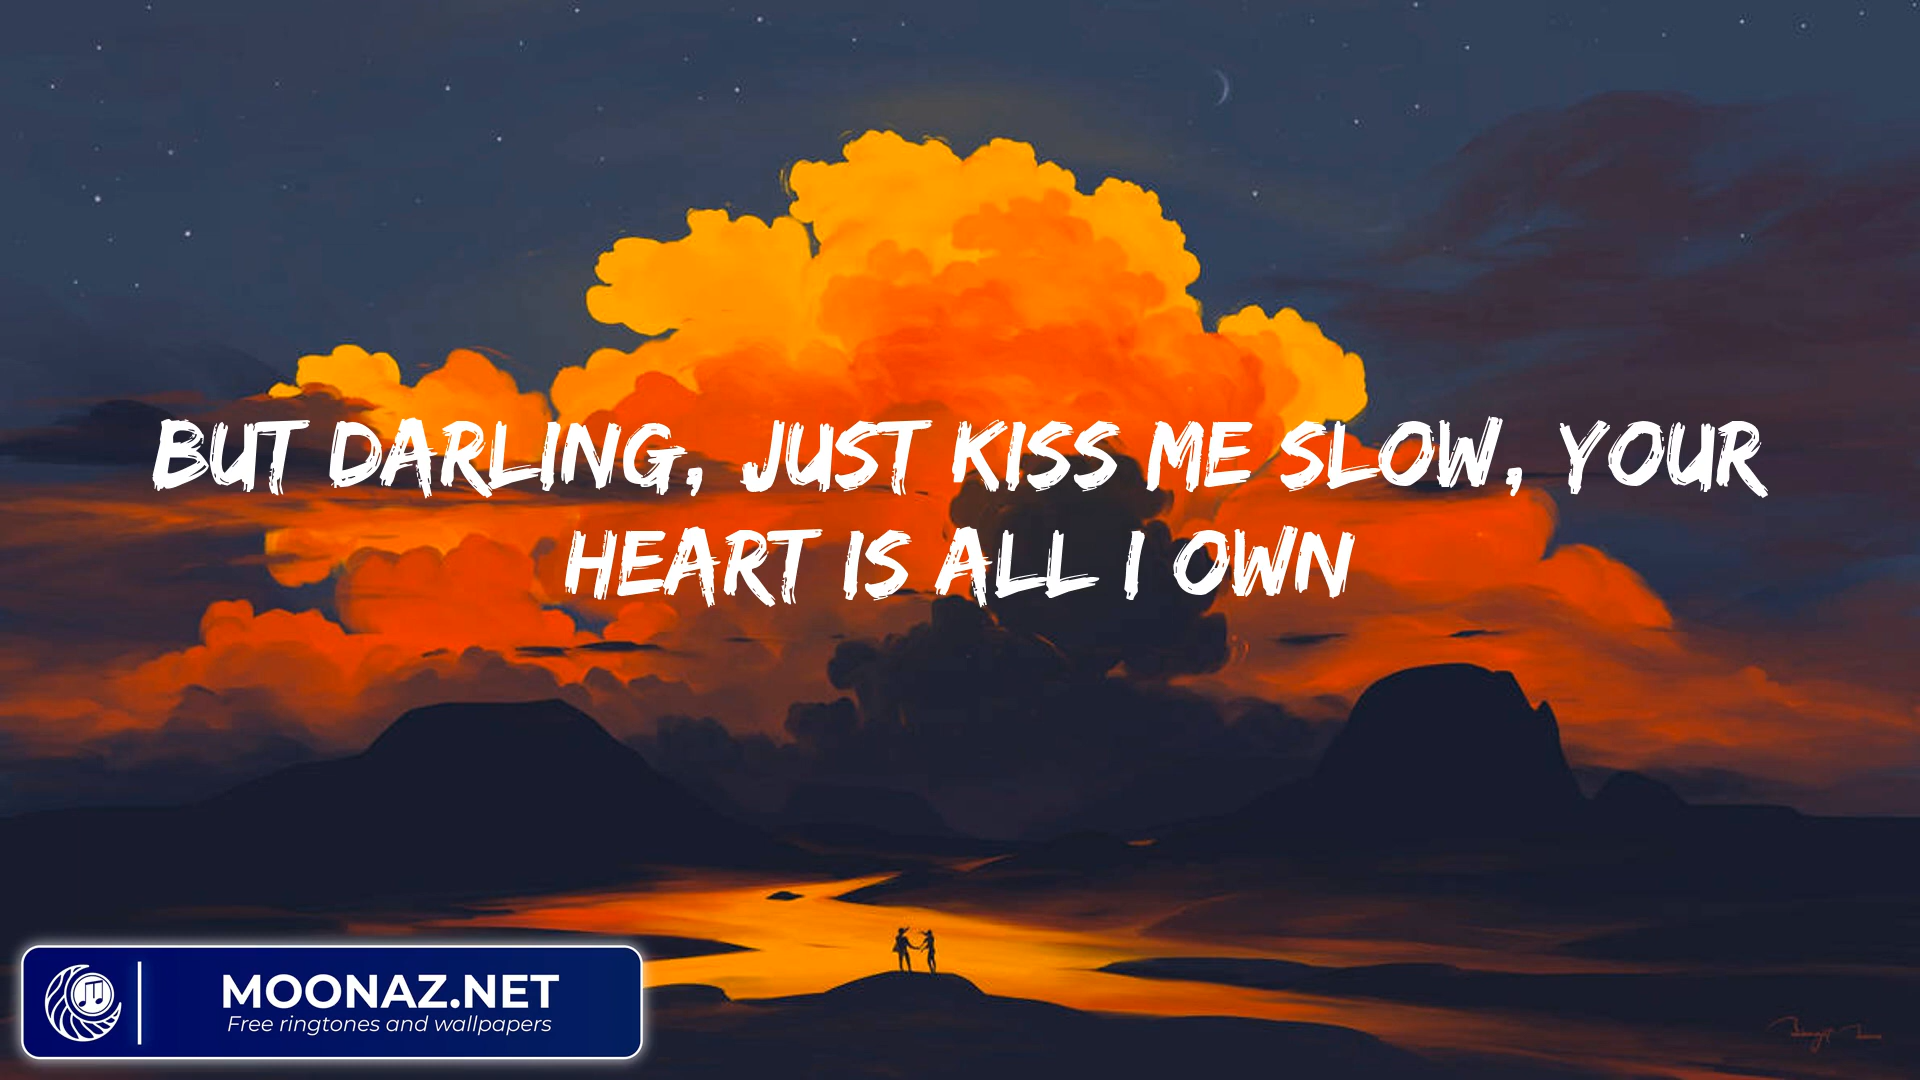 BUT DARLING, JUST KISS ME SLOW, YOUR
HEART IS ALL I OWN
MOONAZ.NET
Free ringtones and wallpapers